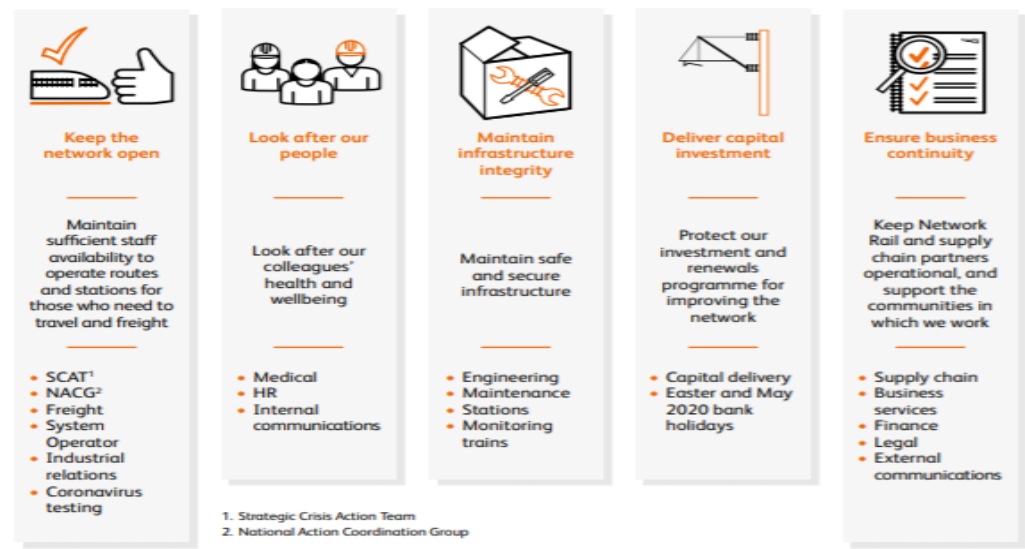 Keep the
network open
Maintain
sufficient staff
availability to
operate routes
and stations for
those who need to
travel and freight
• SCAT¹
• NACG²
• Freight
• System
Operator
• Industrial
relations
• Coronavirus
testing
Look after our
people
Look after our
colleagues'
health and
wellbeing
• Medical
• HR
• Internal
communications
Maintain
infrastructure
integrity
Maintain safe
and secure
infrastructure
• Engineering
• Maintenance
• Stations
• Monitoring
trains
Deliver capital
investment
Protect our
investment and
renewals
programme for
improving the
network
• Capital delivery
• Easter and May
2020 bank
holidays
Ensure business
continuity
Keep Network
Rail and supply
chain partners
operational, and
support the
communities in
which we work
• Supply chain
• Business
services
• Finance
• Legal
• External
communications
1. Strategic Crisis Action Team
2. National Action Coordination Group